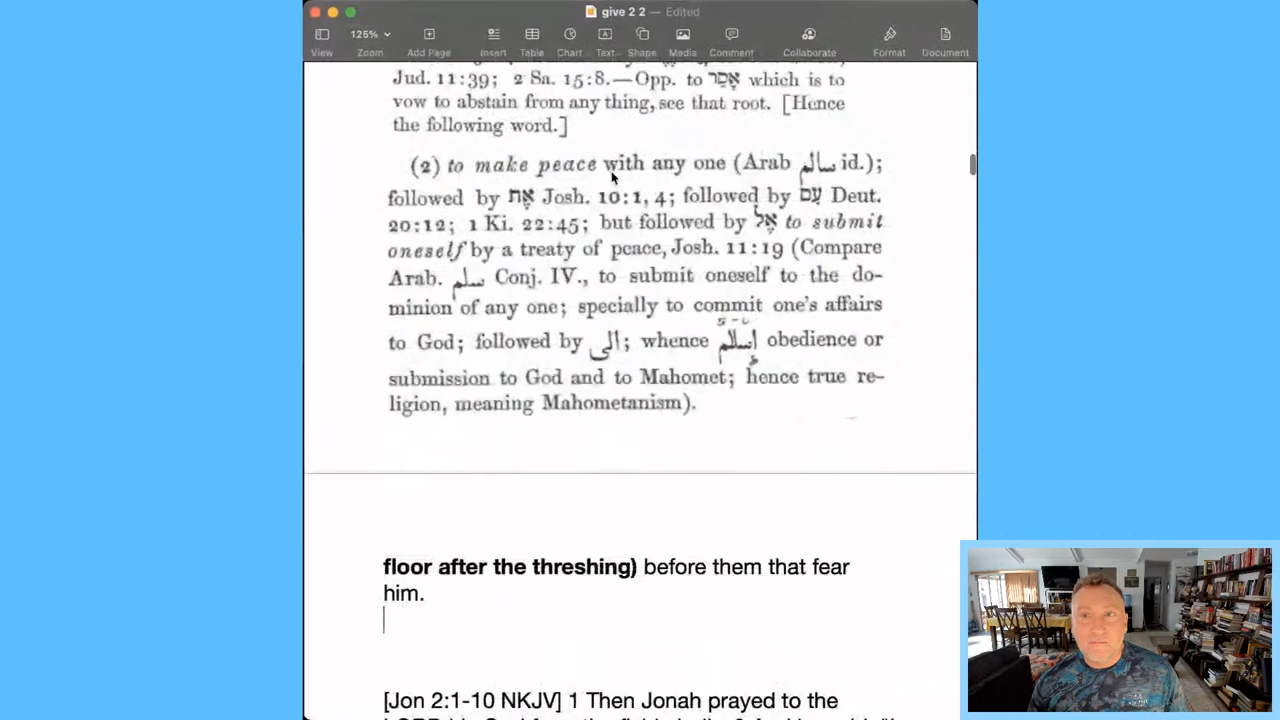 give 2 2 — Edited
125%
View
Zoom
Add Page
Insert
Table
Chart
Text
Shape
Media
Comment
Collaborate
Format
Document
Jud. 11:39; 2 Sa. 15:8.—Opp. to אָסַר which is to
vow to abstain from any thing, see that root. [Hence
the following word.]
(2) to make peace with any one (Arab سالم id.);
followed by אֶת Josh. 10:1, 4; followed by עִם Deut.
20:12; 1 Ki. 22:45; but followed by אֶל to submit
oneself by a treaty of peace, Josh. 11:19 (Compare
Arab. سلم Conj. IV., to submit oneself to the do-
minion of any one; specially to commit one's affairs
to God; followed by الى; whence إسلام obedience or
submission to God and to Mahomet; hence true re-
ligion, meaning Mahometanism).
floor after the threshing) before them that fear
him.
[Jon 2:1-10 NKJV] 1 Then Jonah prayed to the